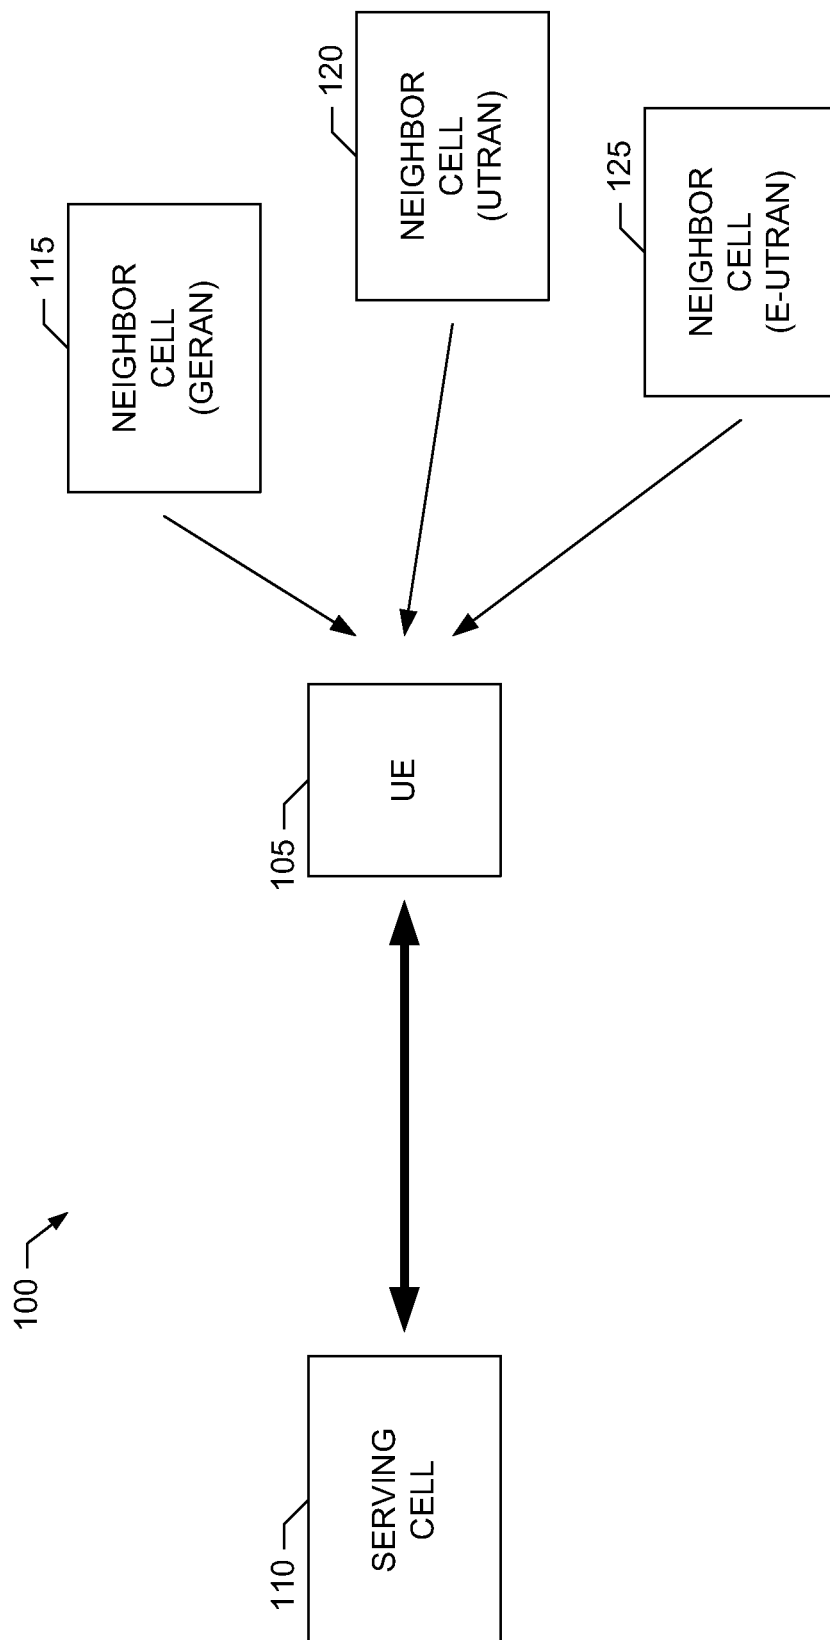 100
110
SERVING
CELL
105
UE
115
NEIGHBOR
CELL
(GERAN)
120
NEIGHBOR
CELL
(UTRAN)
125
NEIGHBOR
CELL
(E-UTRAN)